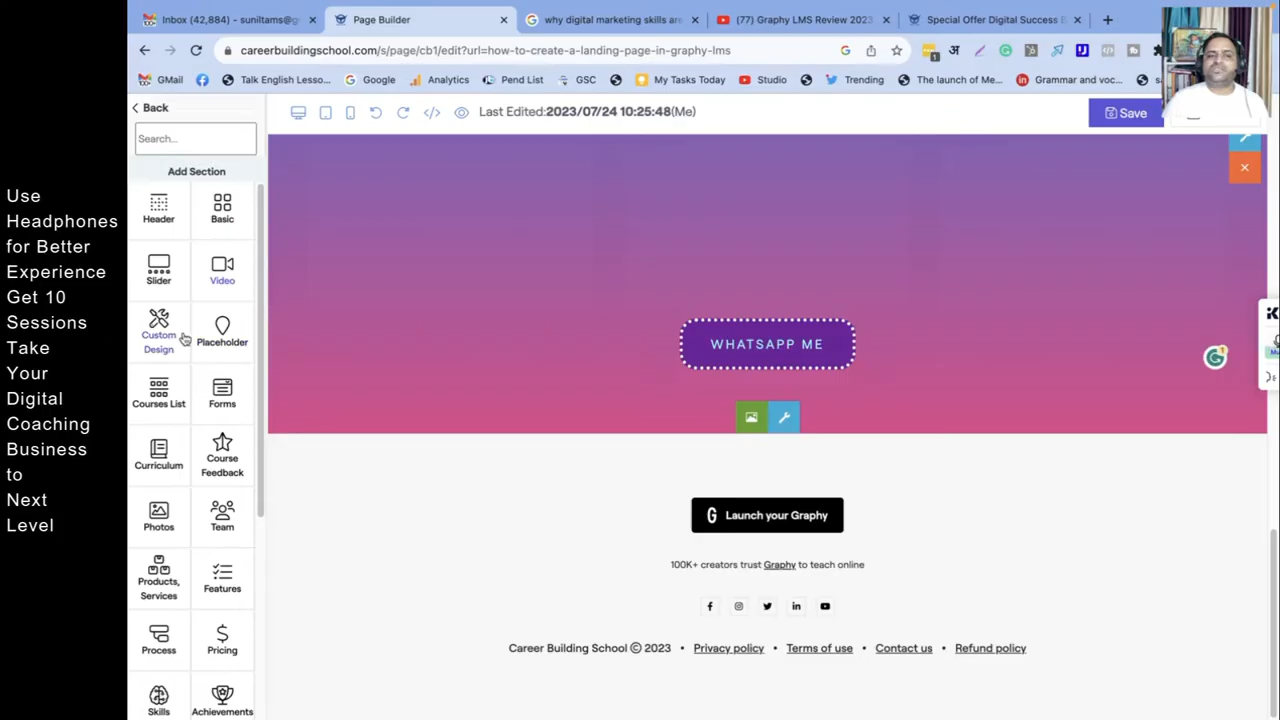 Inbox (42,884) - suniltams@g
Page Builder
why digital marketing skills are
(77) Graphy LMS Review 2023
Special Offer Digital Success B
careerbuildingschool.com/s/page/cb1/edit?url=how-to-create-a-landing-page-in-graphy-lms
GMail
Talk English Lesso...
Google
Analytics
Pend List
GSC
My Tasks Today
Studio
Trending
The launch of Me...
Grammar and voc...
Back
Last Edited:2023/07/24 10:25:48(Me)
Save
Search...
Add Section
Header
Basic
Slider
Video
Custom
Design
Placeholder
Courses List
Forms
Curriculum
Course
Feedback
Photos
Team
Products,
Services
Features
Process
Pricing
Skills
Achievements
Use
Headphones
for Better
Experience
Get 10
Sessions
Take
Your
Digital
Coaching
Business
to
Next
Level
WHATSAPP ME
Launch your Graphy
100K+ creators trust Graphy to teach online
Career Building School © 2023 • Privacy policy • Terms of use • Contact us • Refund policy